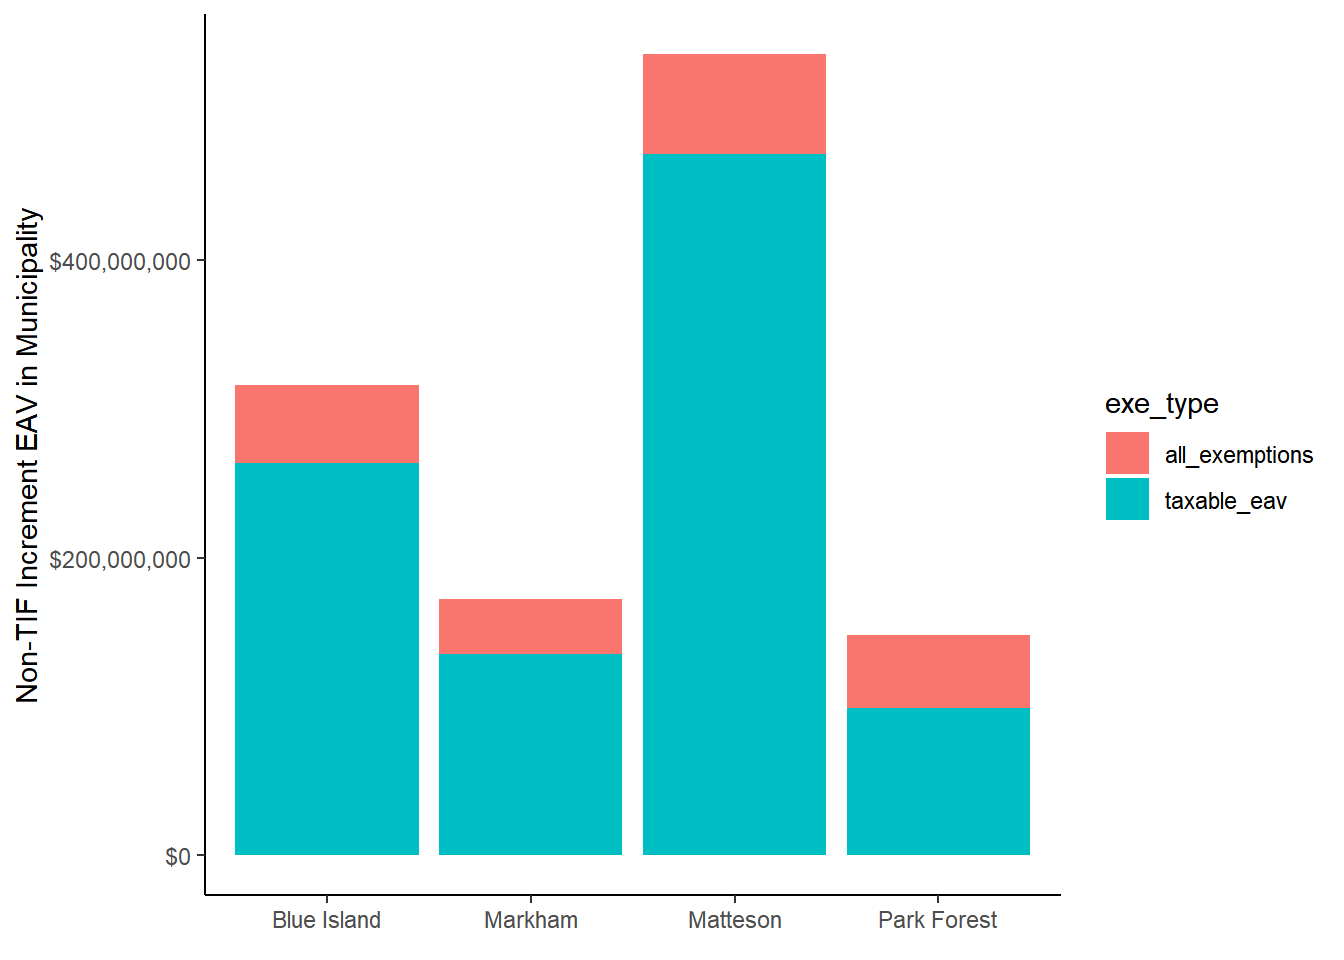 Non-TIF Increment EAV in Municipality
$400,000,000
$200,000,000
$0
Blue Island
Markham
Matteson
Park Forest
exe_type
all_exemptions
taxable_eav